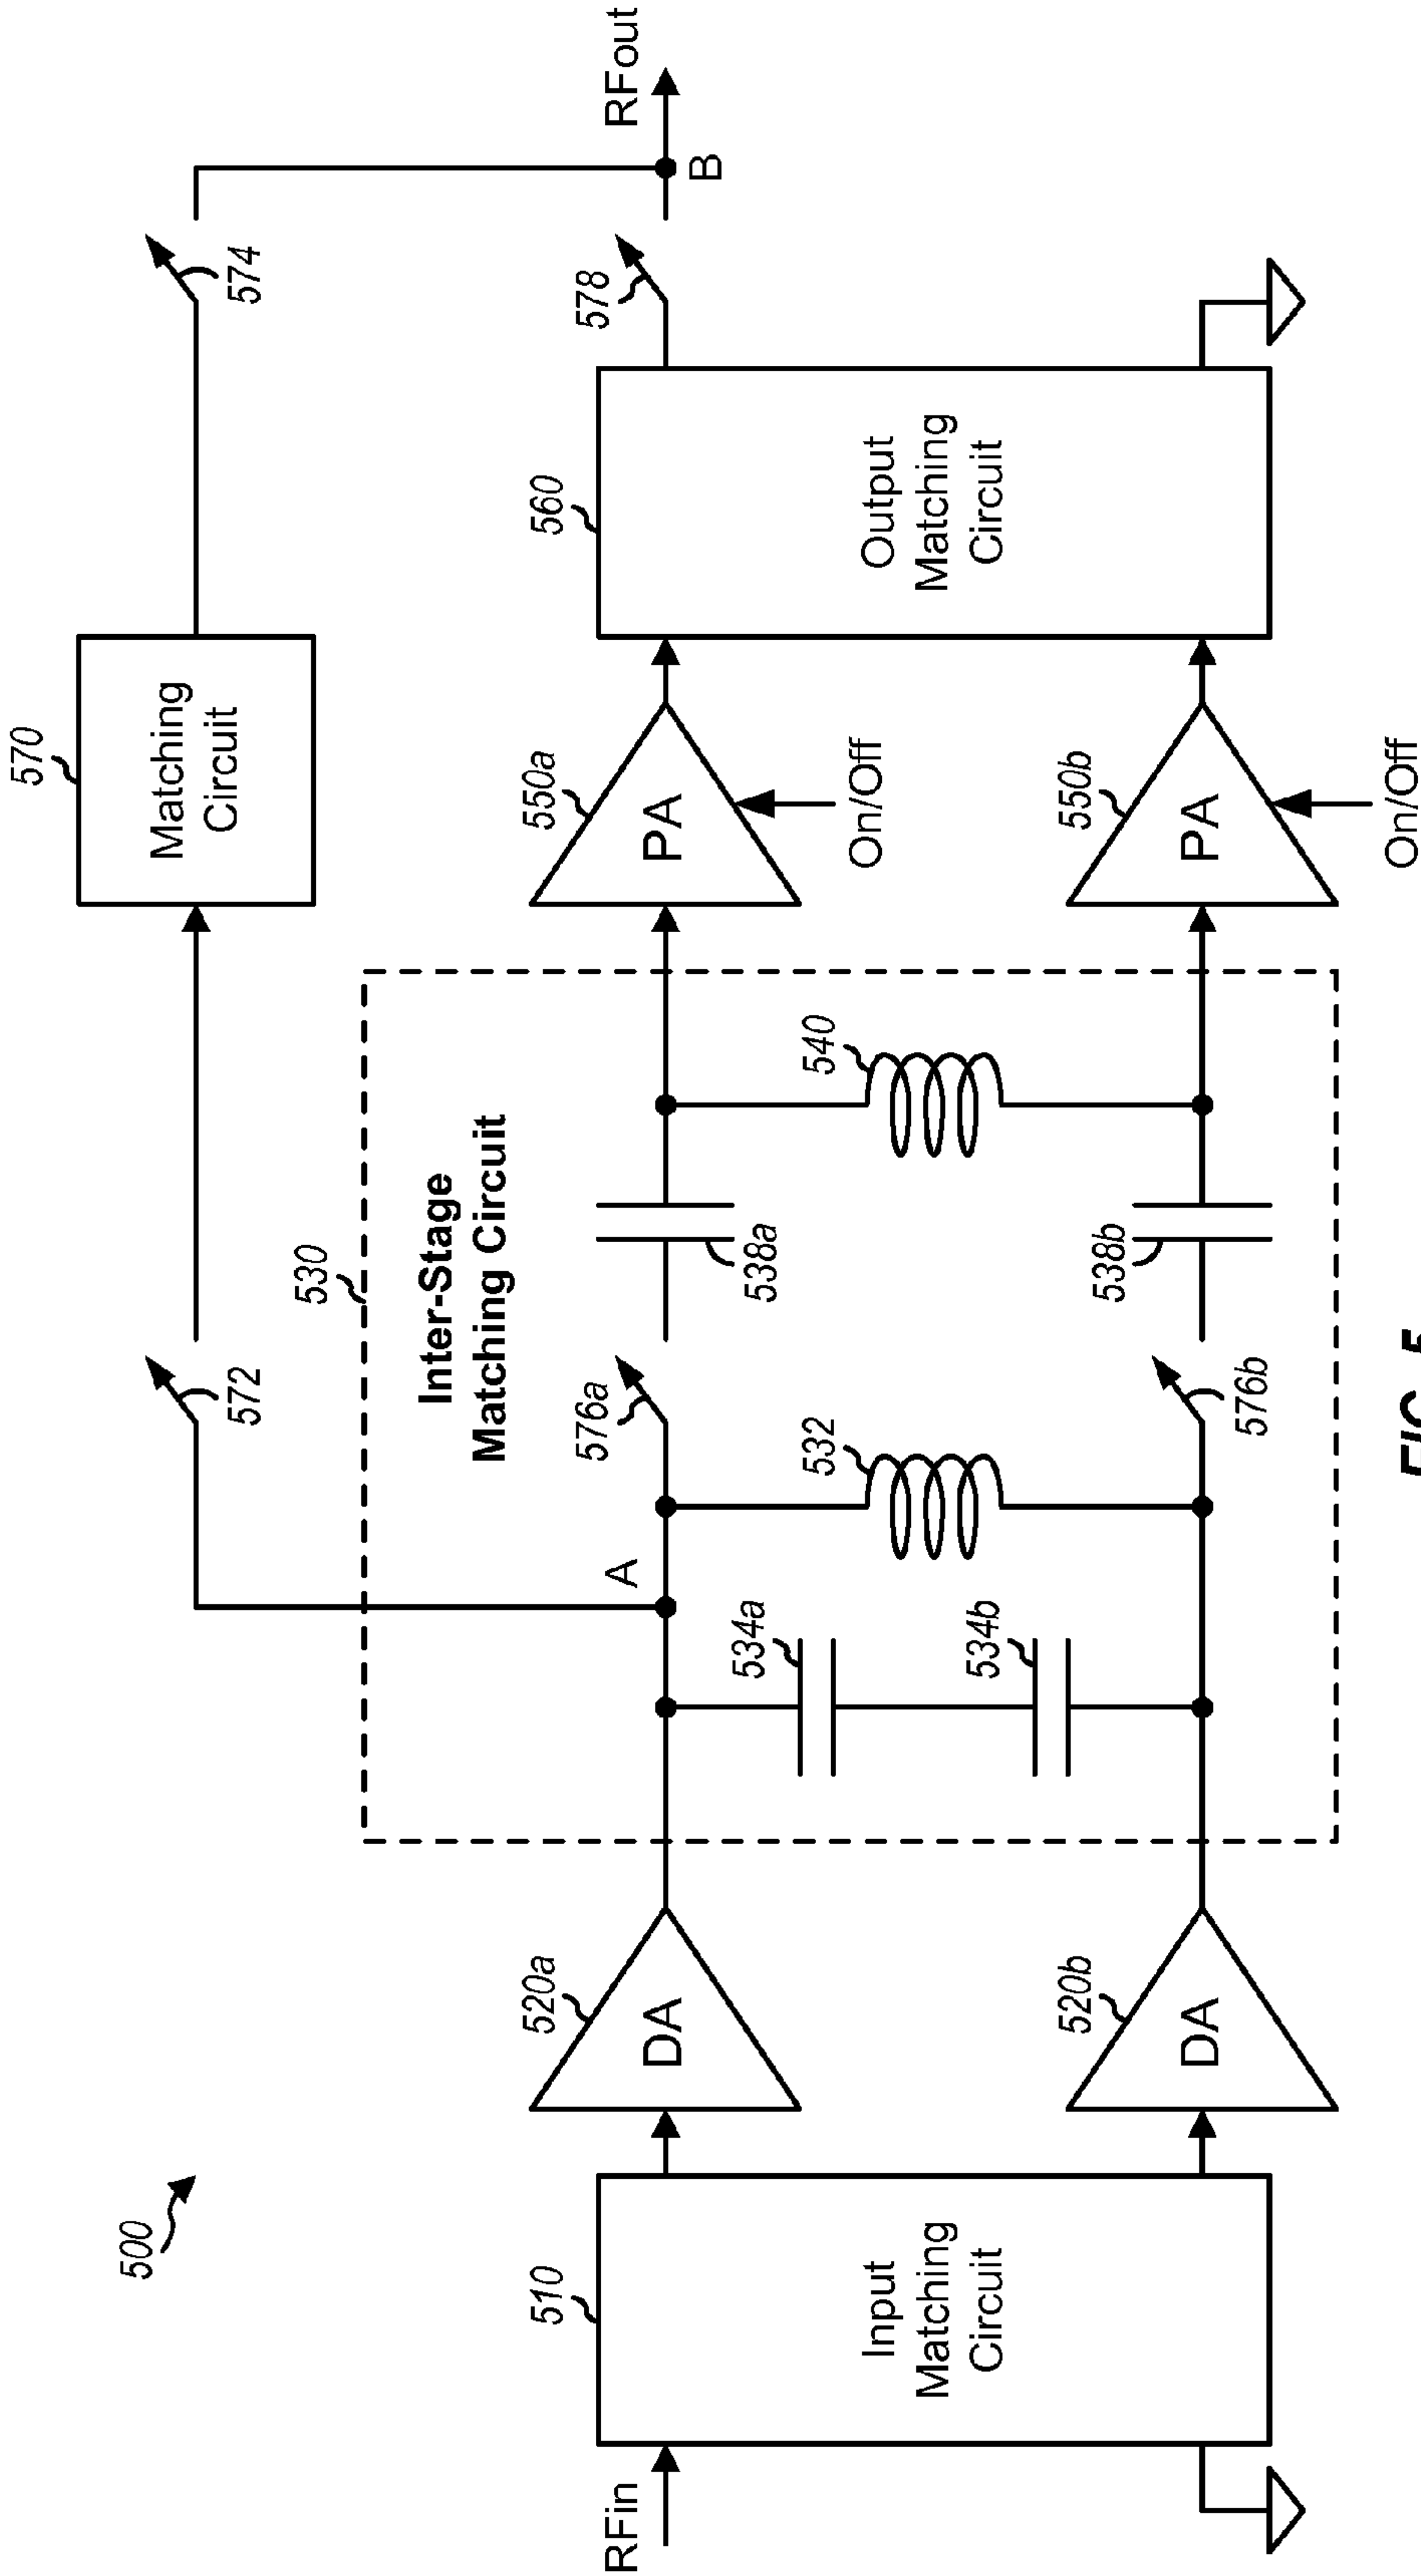 500
570
Matching
Circuit
572
574
530
Inter-Stage
Matching Circuit
A
576a
538a
532
540
534a
534b
576b
538b
RFin
510
Input
Matching
Circuit
520a
DA
520b
DA
550a
PA
On/Off
550b
PA
On/Off
560
Output
Matching
Circuit
578
B
RFout